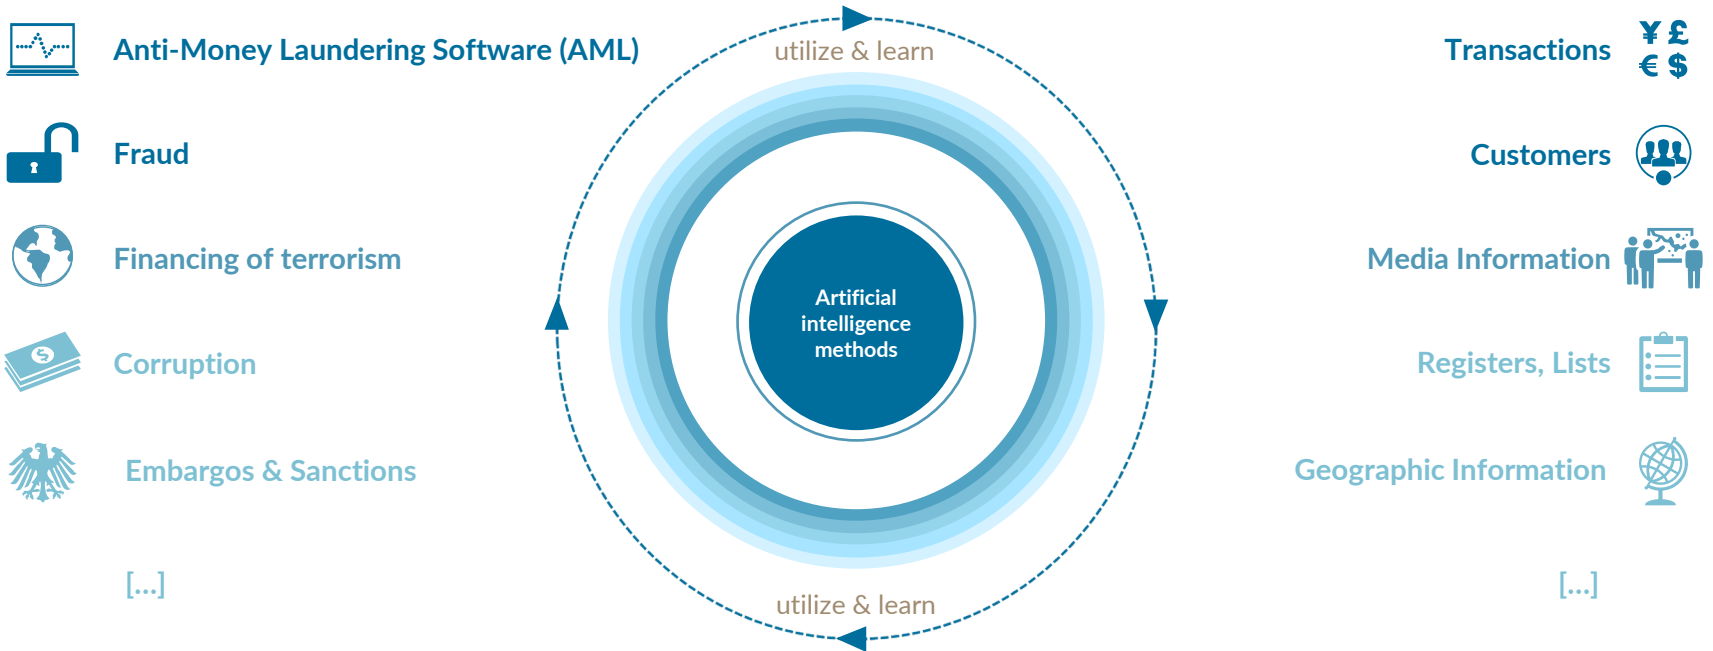 Anti-Money Laundering Software (AML)
Fraud
Financing of terrorism
Corruption
Embargos & Sanctions
[...]
utilize & learn
Artificial
intelligence
methods
utilize & learn
Transactions
¥ £
€ $
Customers
Media Information
Registers, Lists
Geographic Information
[...]